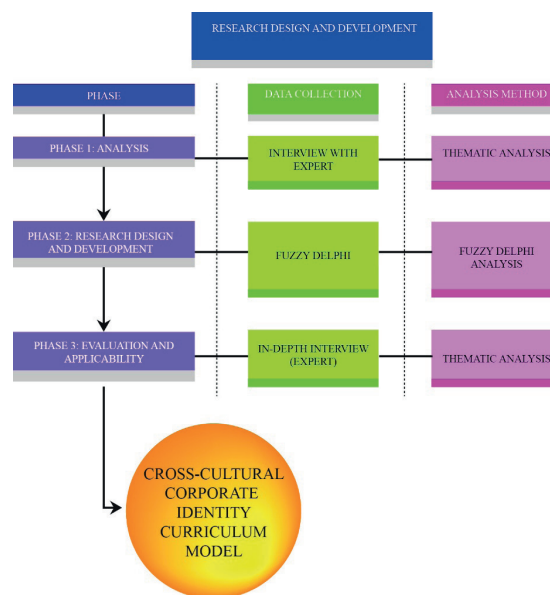 RESEARCH DESIGN AND DEVELOPMENT
PHASE
DATA COLLECTION
ANALYSIS METHOD
PHASE 1: ANALYSIS
INTERVIEW WITH
EXPERT
THEMATIC ANALYSIS
PHASE 2: RESEARCH DESIGN
AND DEVELOPMENT
FUZZY DELPHI
FUZZY DELPHI
ANALYSIS
PHASE 3: EVALUATION AND
APPLICABILITY
IN-DEPTH INTERVIEW
(EXPERT)
THEMATIC ANALYSIS
CROSS-CULTURAL
CORPORATE
IDENTITY
CURRICULUM
MODEL